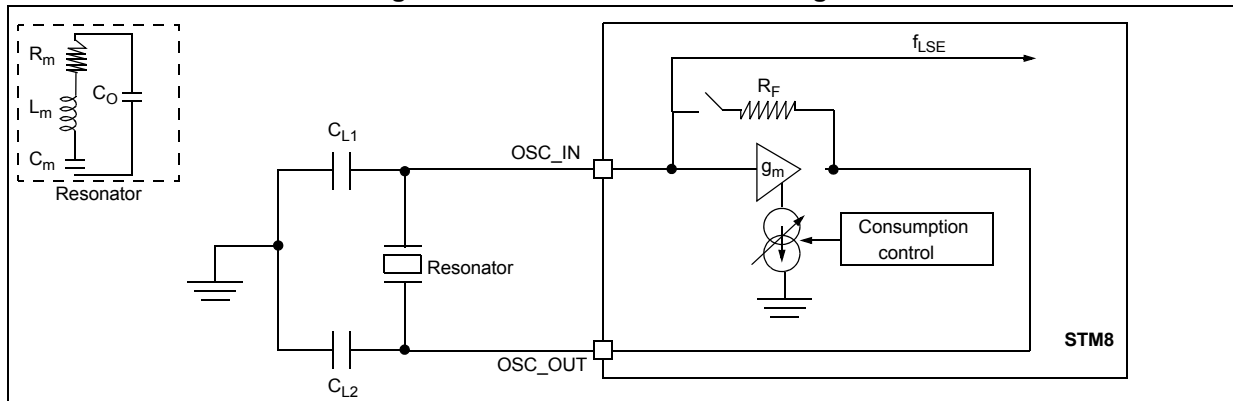 R_m
L_m
C_m
C_O
Resonator
C_L1
C_L2
Resonator
OSC_IN
OSC_OUT
f_LSE
R_F
g_m
Consumption
control
STM8